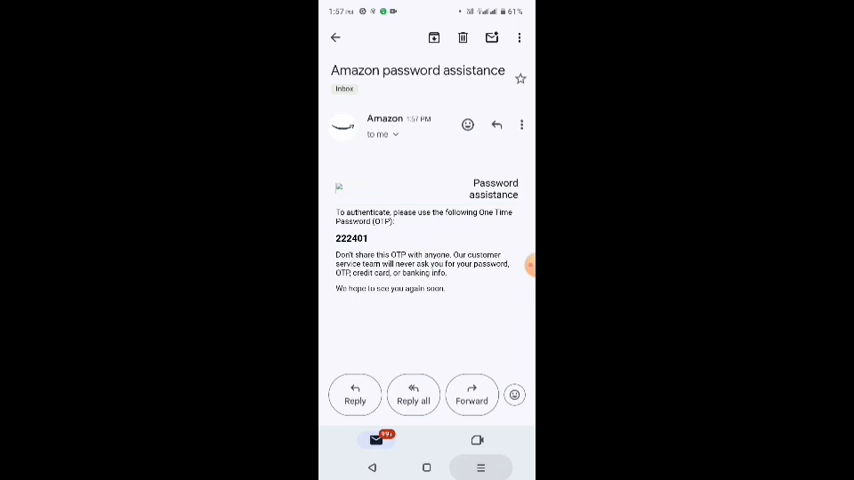 1:57 PM 61%
Amazon password assistance
Inbox
Amazon 1:57 PM
to me
Password
assistance
To authenticate, please use the following One Time
Password (OTP):
222401
Don't share this OTP with anyone. Our customer
service team will never ask you for your password,
OTP, credit card, or banking info.
We hope to see you again soon.
Reply Reply all Forward
99+